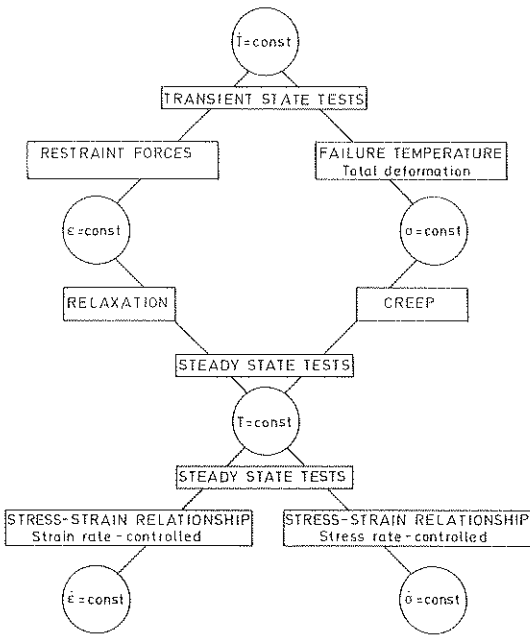 Ṫ=const
TRANSIENT STATE TESTS
RESTRAINT FORCES
FAILURE TEMPERATURE
Total deformation
ε=const
σ=const
RELAXATION
CREEP
STEADY STATE TESTS
T=const
STEADY STATE TESTS
STRESS-STRAIN RELATIONSHIP
Strain rate-controlled
STRESS-STRAIN RELATIONSHIP
Stress rate-controlled
ε̇=const
σ̇=const